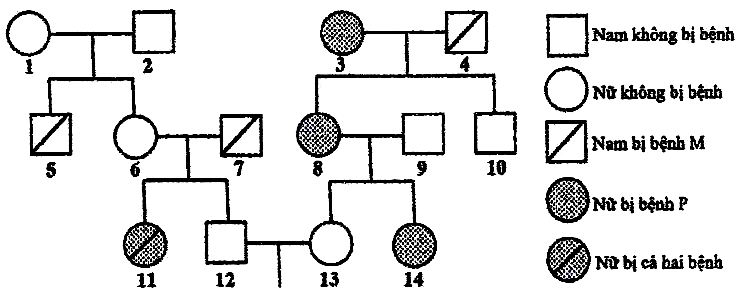 1 2 3 4
5 6 7 8 9 10
11 12 13 14
Nam không bị bệnh
Nữ không bị bệnh
Nam bị bệnh M
Nữ bị bệnh P
Nữ bị cả hai bệnh